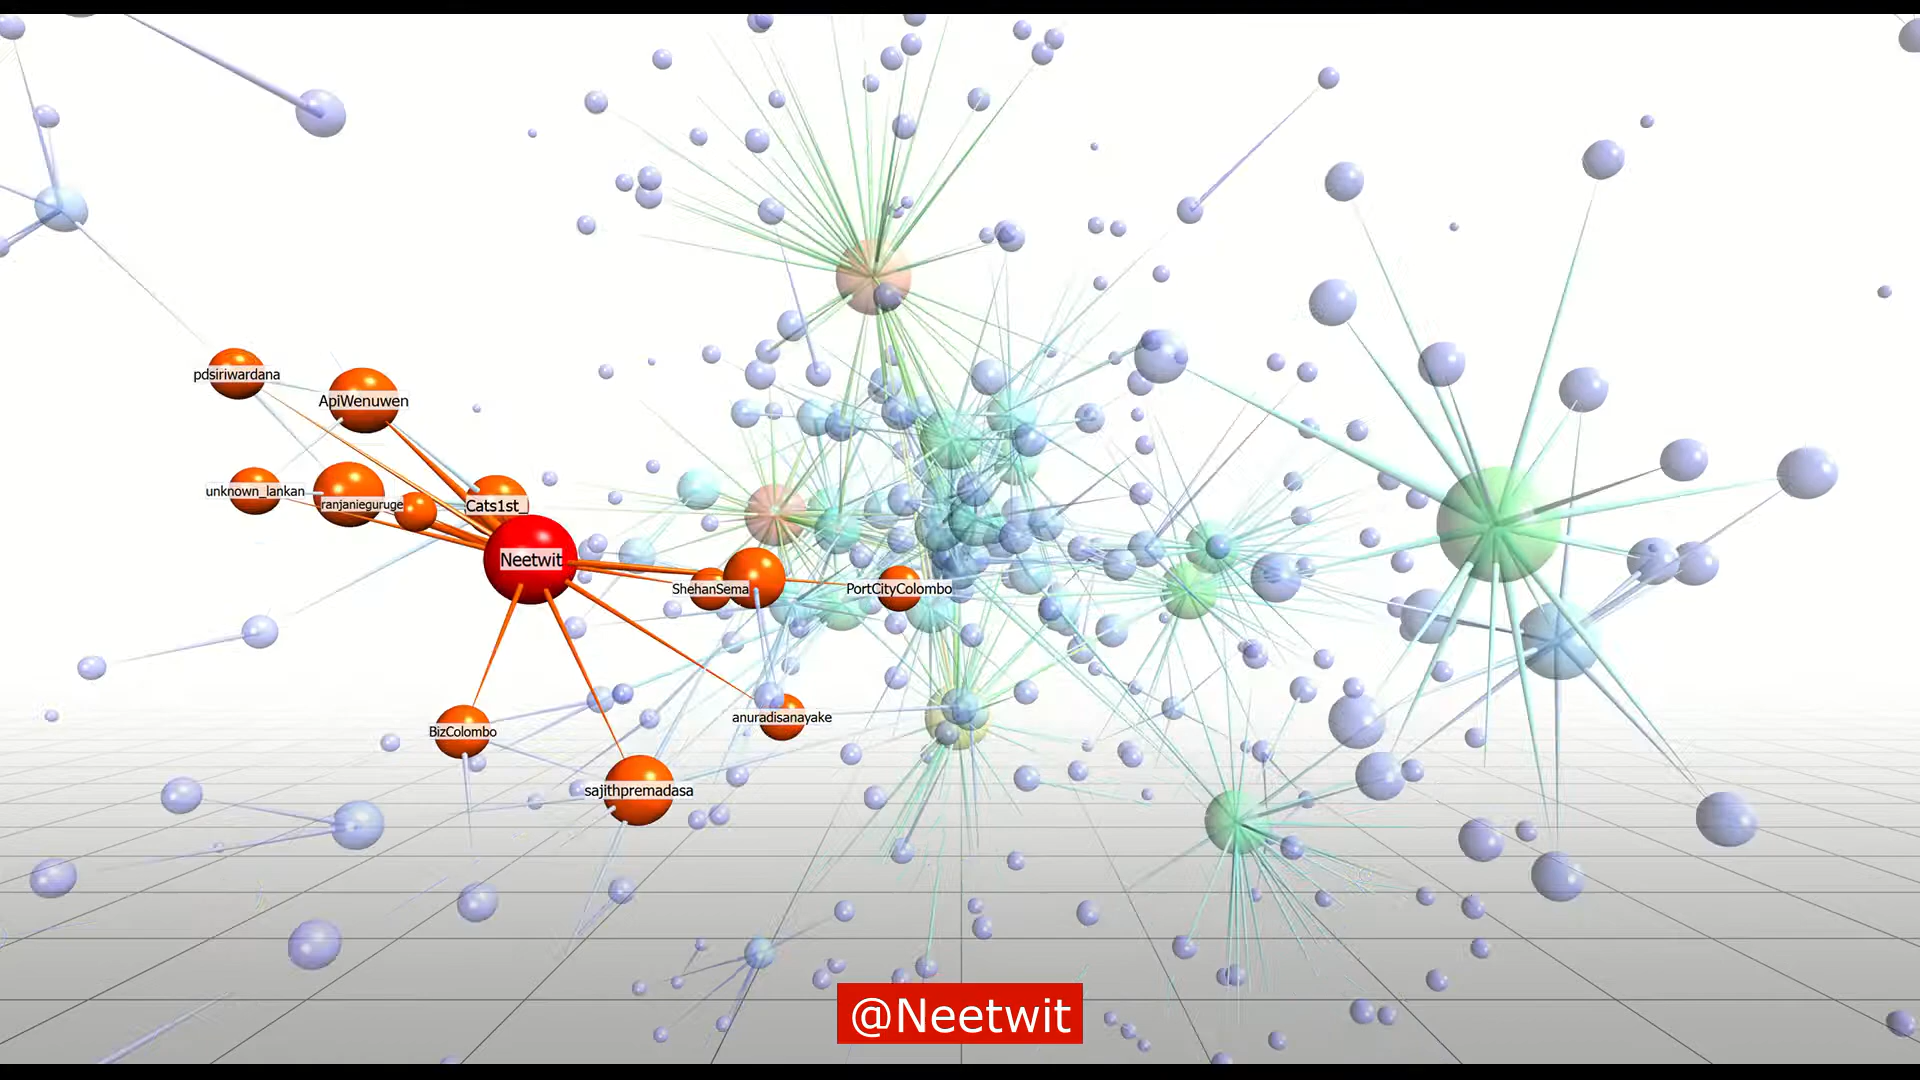 pdsiriwardana
ApiWenuwen
unknown_lankan
ranjanieguruge
Cats1st_
Neetwit
ShehanSema
PortCityColombo
anuradisanayake
BizColombo
sajithpremadasa
@Neetwit